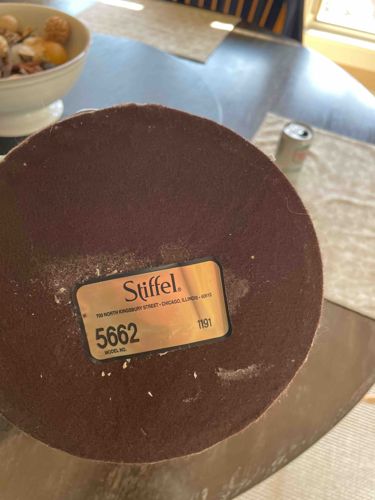 Stiffel®
700 NORTH KINGSBURY STREET • CHICAGO, ILLINOIS • 60610
5662 1191
MODEL NO.